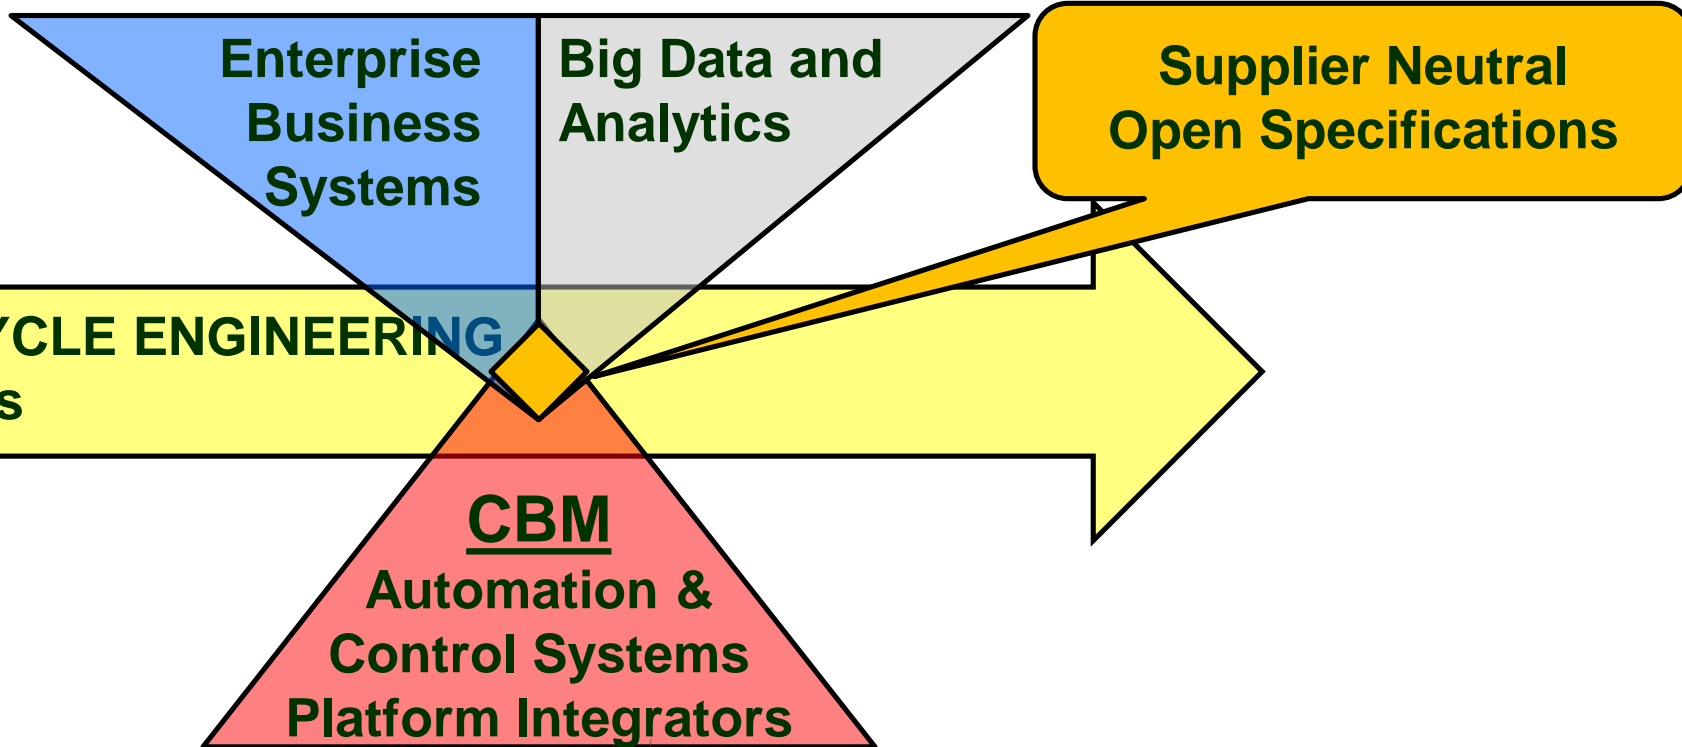 Enterprise
Business
Systems
Big Data and
Analytics
Supplier Neutral
Open Specifications
YCLE ENGINEERING
s
CBM
Automation &
Control Systems
Platform Integrators